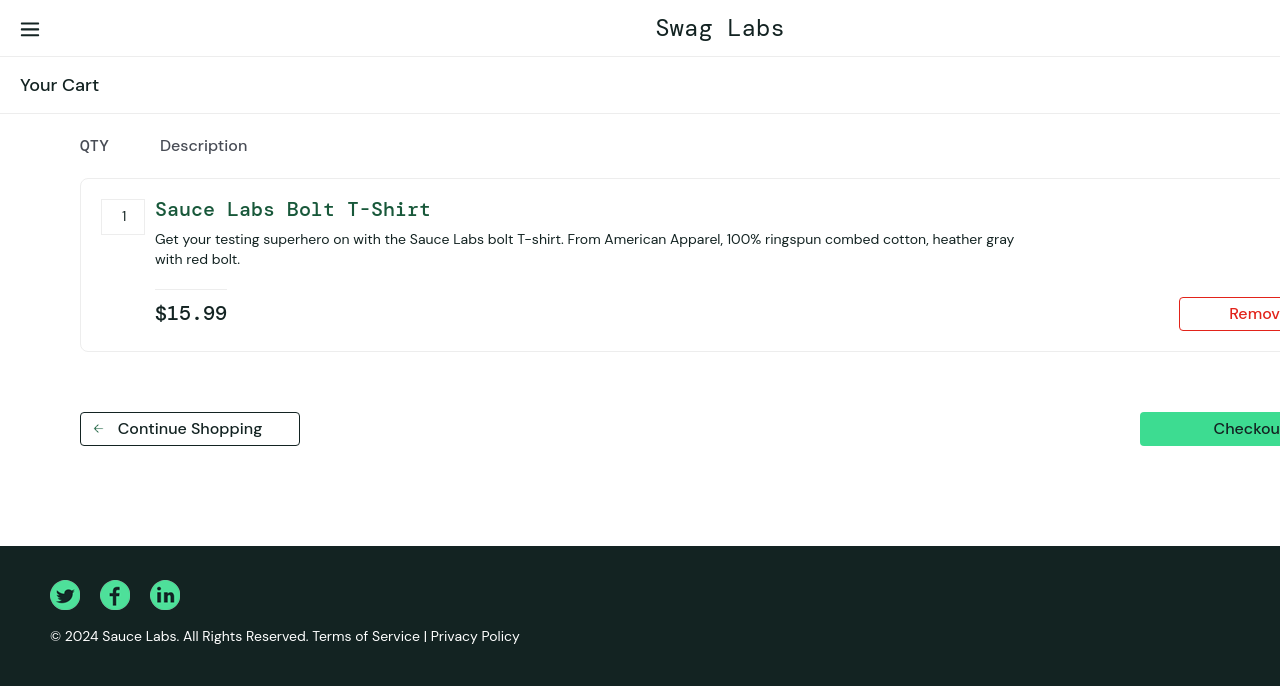 Swag Labs
Your Cart
QTY Description
1
Sauce Labs Bolt T-Shirt
Get your testing superhero on with the Sauce Labs bolt T-shirt. From American Apparel, 100% ringspun combed cotton, heather gray
with red bolt.
$15.99
Remov
Continue Shopping
Checkou
© 2024 Sauce Labs. All Rights Reserved. Terms of Service | Privacy Policy